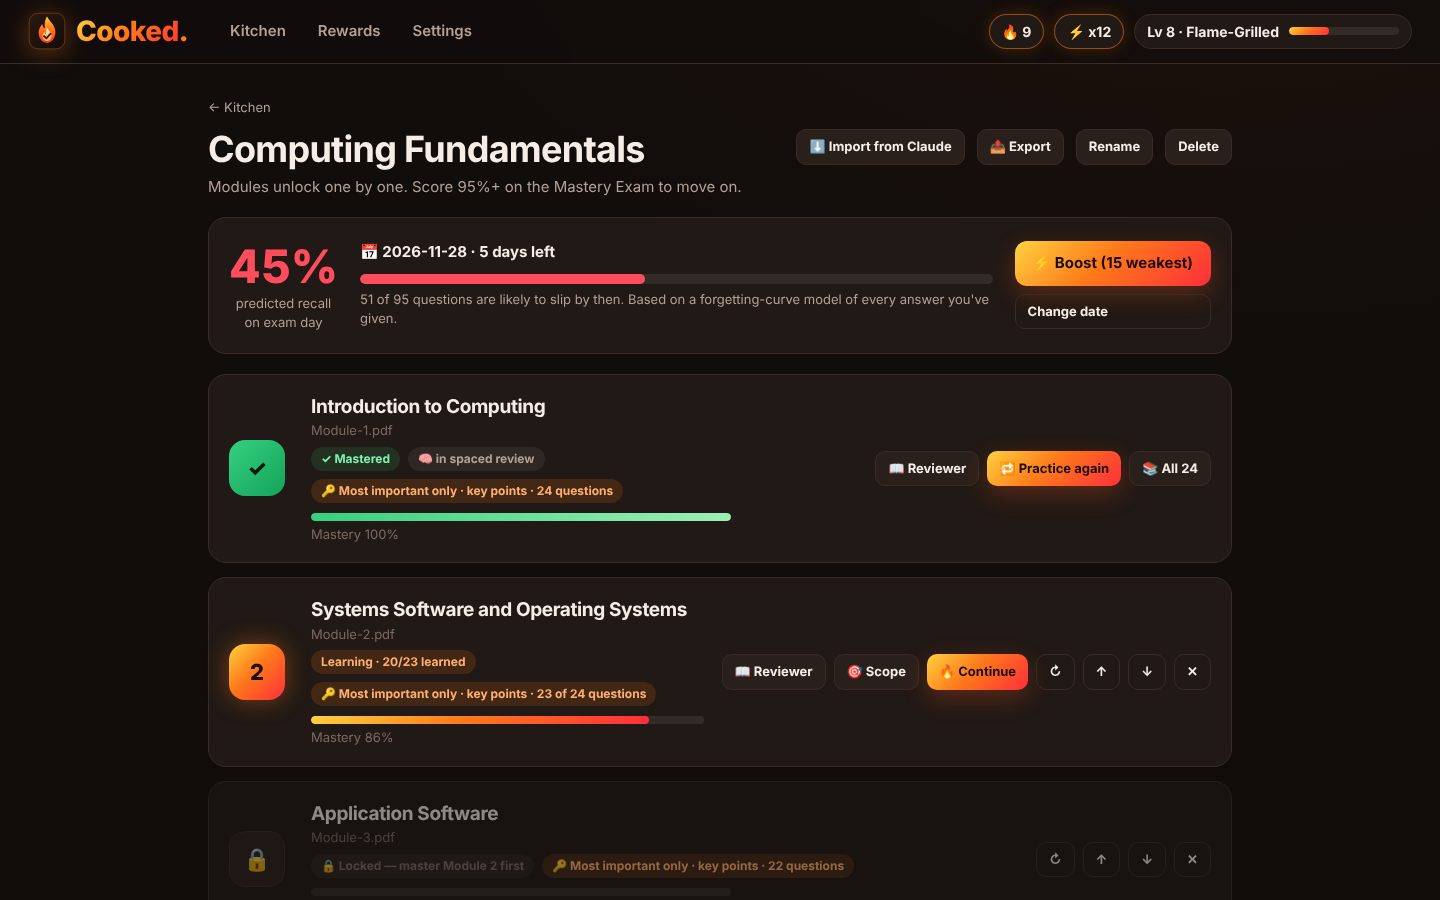 Cooked.
Kitchen
Rewards
Settings
🔥 9
⚡ x12
Lv 8 · Flame-Grilled
← Kitchen
Computing Fundamentals
⬇️ Import from Claude
📤 Export
Rename
Delete
Modules unlock one by one. Score 95%+ on the Mastery Exam to move on.
45%
predicted recall
on exam day
📅 2026-11-28 · 5 days left
51 of 95 questions are likely to slip by then. Based on a forgetting-curve model of every answer you've
given.
⚡ Boost (15 weakest)
Change date
Introduction to Computing
Module-1.pdf
✓ Mastered
🧠 in spaced review
🔑 Most important only · key points · 24 questions
Mastery 100%
📖 Reviewer
🔁 Practice again
📚 All 24
2
Systems Software and Operating Systems
Module-2.pdf
Learning · 20/23 learned
🔑 Most important only · key points · 23 of 24 questions
Mastery 86%
📖 Reviewer
🎯 Scope
🔥 Continue
↻
↑
↓
✕
Application Software
Module-3.pdf
🔒 Locked — master Module 2 first
🔑 Most important only · key points · 22 questions
↻
↑
↓
✕